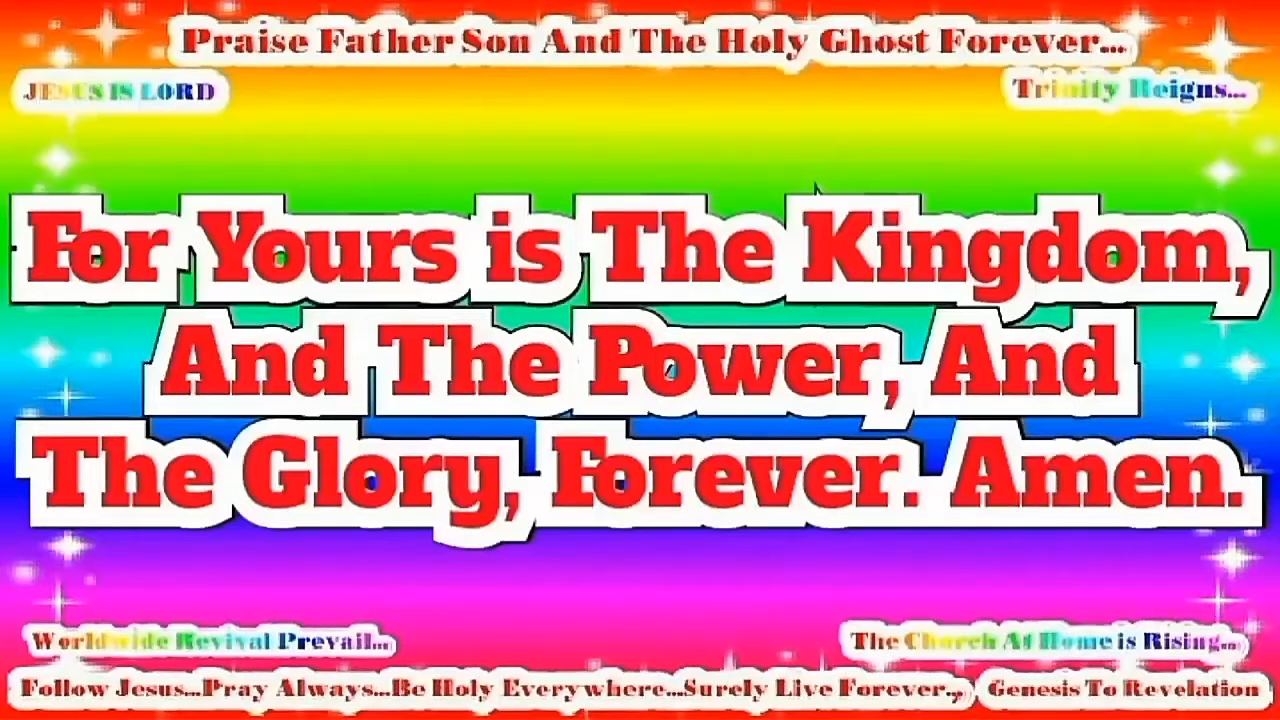 Praise Father Son And The Holy Ghost Forever...
JESUS IS LORD
Trinity Reigns...
For Yours is The Kingdom,
And The Power, And
The Glory, Forever. Amen.
Worldwide Revival Prevail...
The Church At Home is Rising...
Follow Jesus...Pray Always...Be Holy Everywhere...Surely Live Forever.., Genesis To Revelation